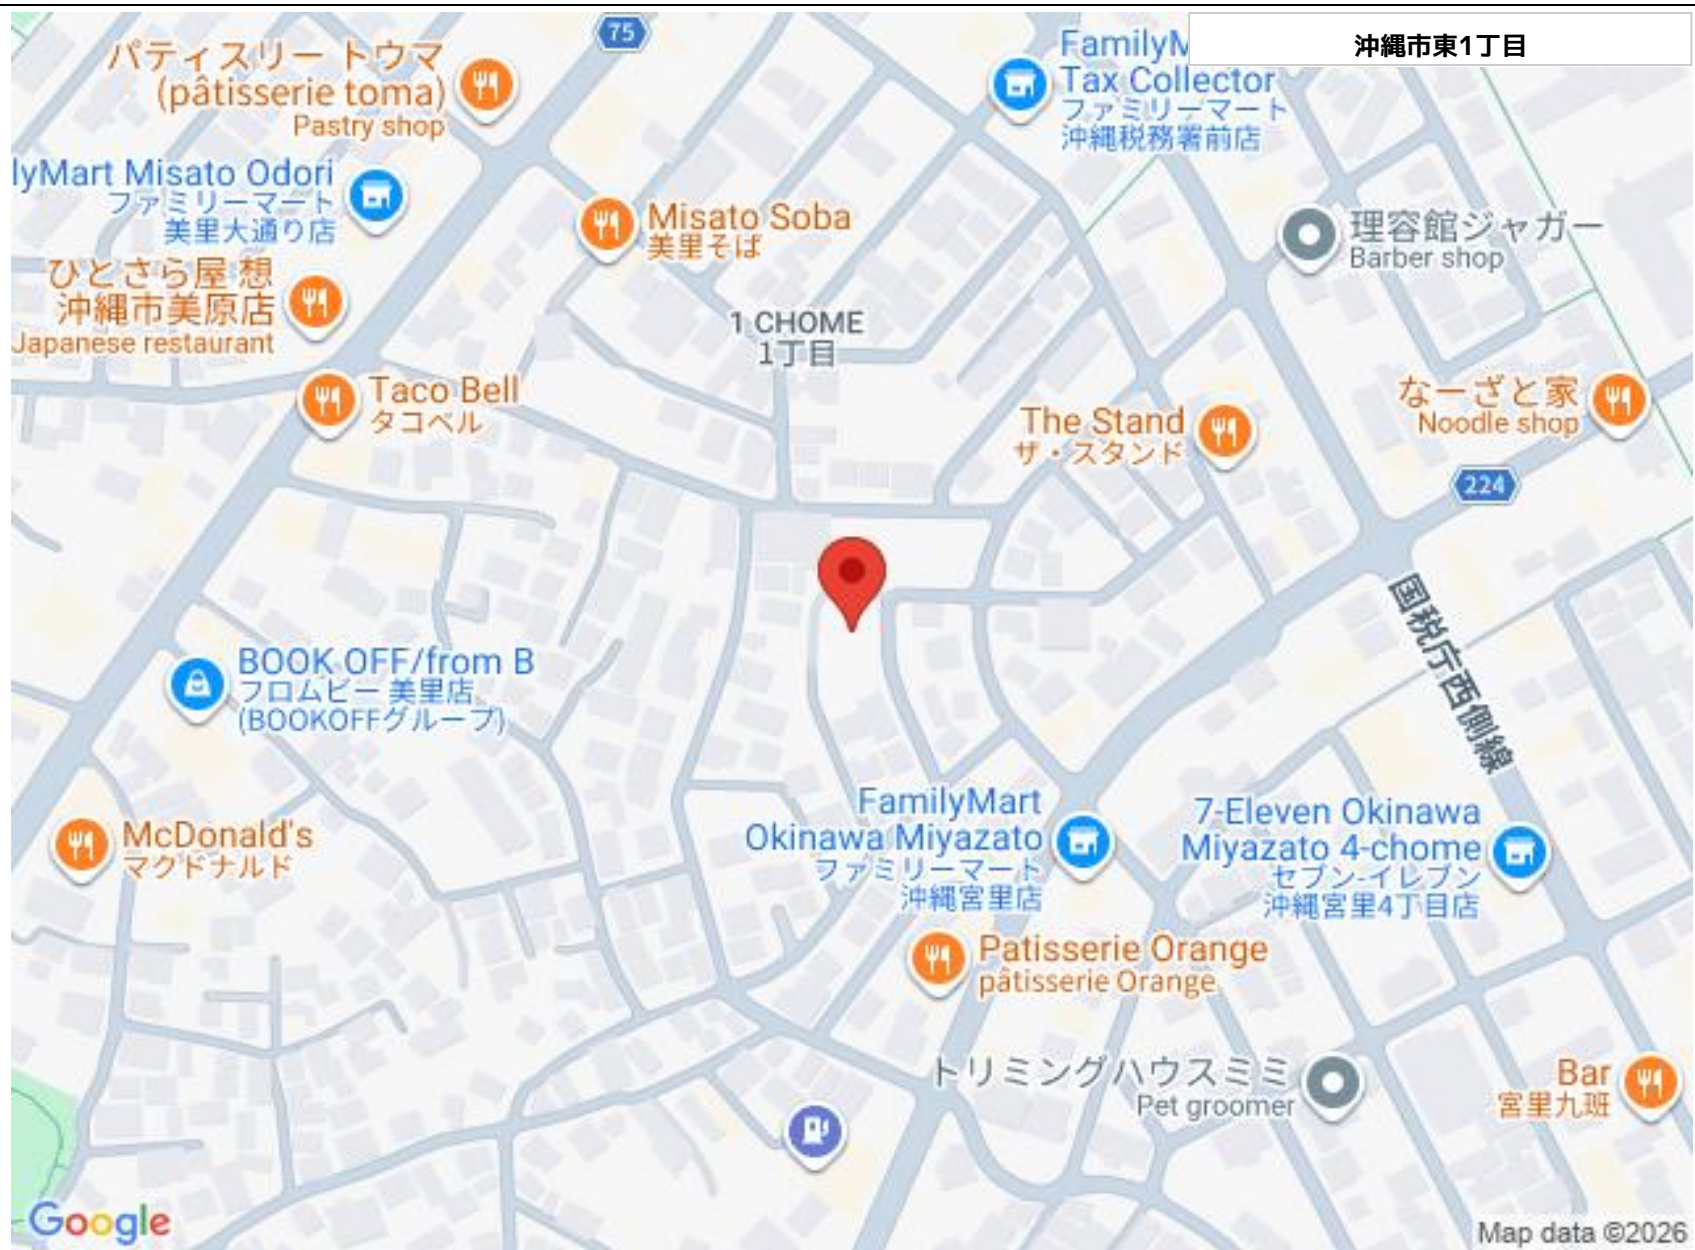 沖縄市東1丁目
75
パティスリー トウマ
(pâtisserie toma)
Pastry shop
FamilyM
Tax Collector
ファミリーマート
沖縄税務署前店
lyMart Misato Odori
ファミリーマート
美里大通り店
Misato Soba
美里そば
理容館ジャガー
Barber shop
ひとさら屋 想
沖縄市美原店
Japanese restaurant
1 CHOME
1丁目
Taco Bell
タコベル
The Stand
ザ・スタンド
なーざと家
Noodle shop
224
国税庁西側線
BOOK OFF/from B
フロムビー 美里店
(BOOKOFFグループ)
McDonald's
マクドナルド
FamilyMart
Okinawa Miyazato
ファミリーマート
沖縄宮里店
7-Eleven Okinawa
Miyazato 4-chome
セブン-イレブン
沖縄宮里4丁目店
Patisserie Orange
pâtisserie Orange
トリミングハウスミミ
Pet groomer
Bar
宮里九班
Google
Map data ©2026